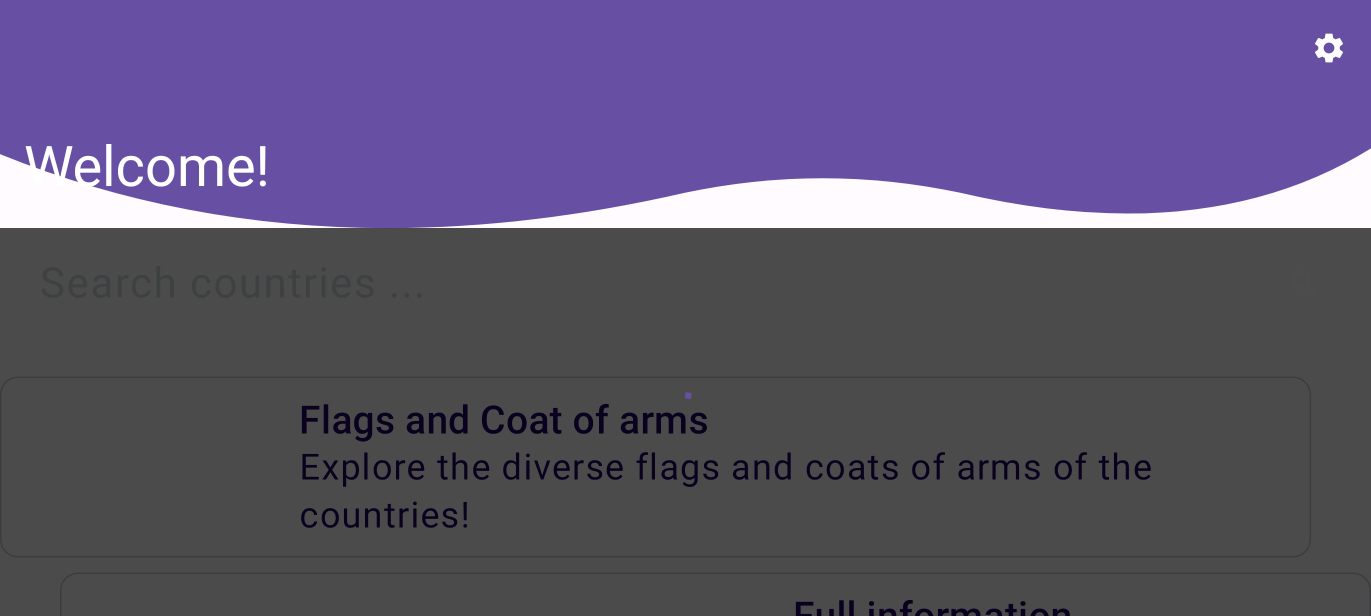 Welcome!
Search countries ...
Flags and Coat of arms
Explore the diverse flags and coats of arms of the
countries!
Full information